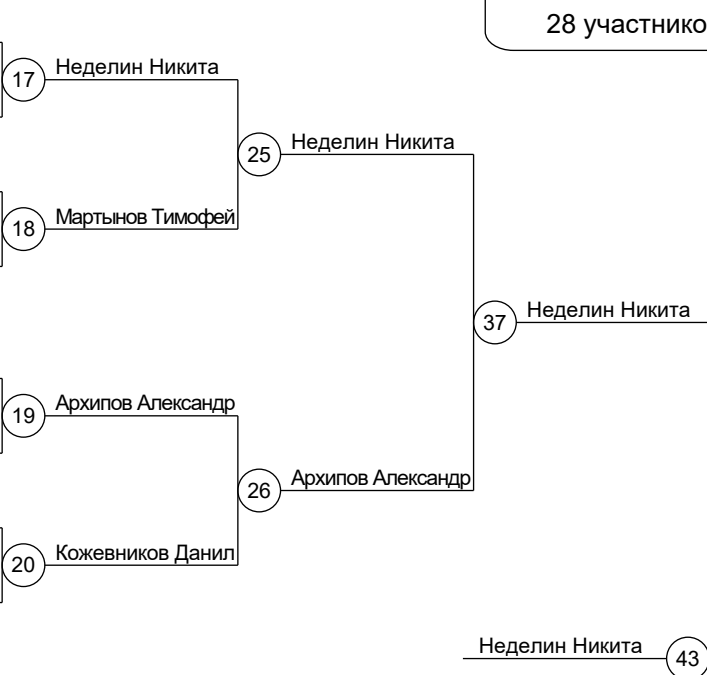 28 участнико
17 Неделин Никита
25 Неделин Никита
18 Мартынов Тимофей
37 Неделин Никита
19 Архипов Александр
26 Архипов Александр
20 Кожевников Данил
Неделин Никита 43